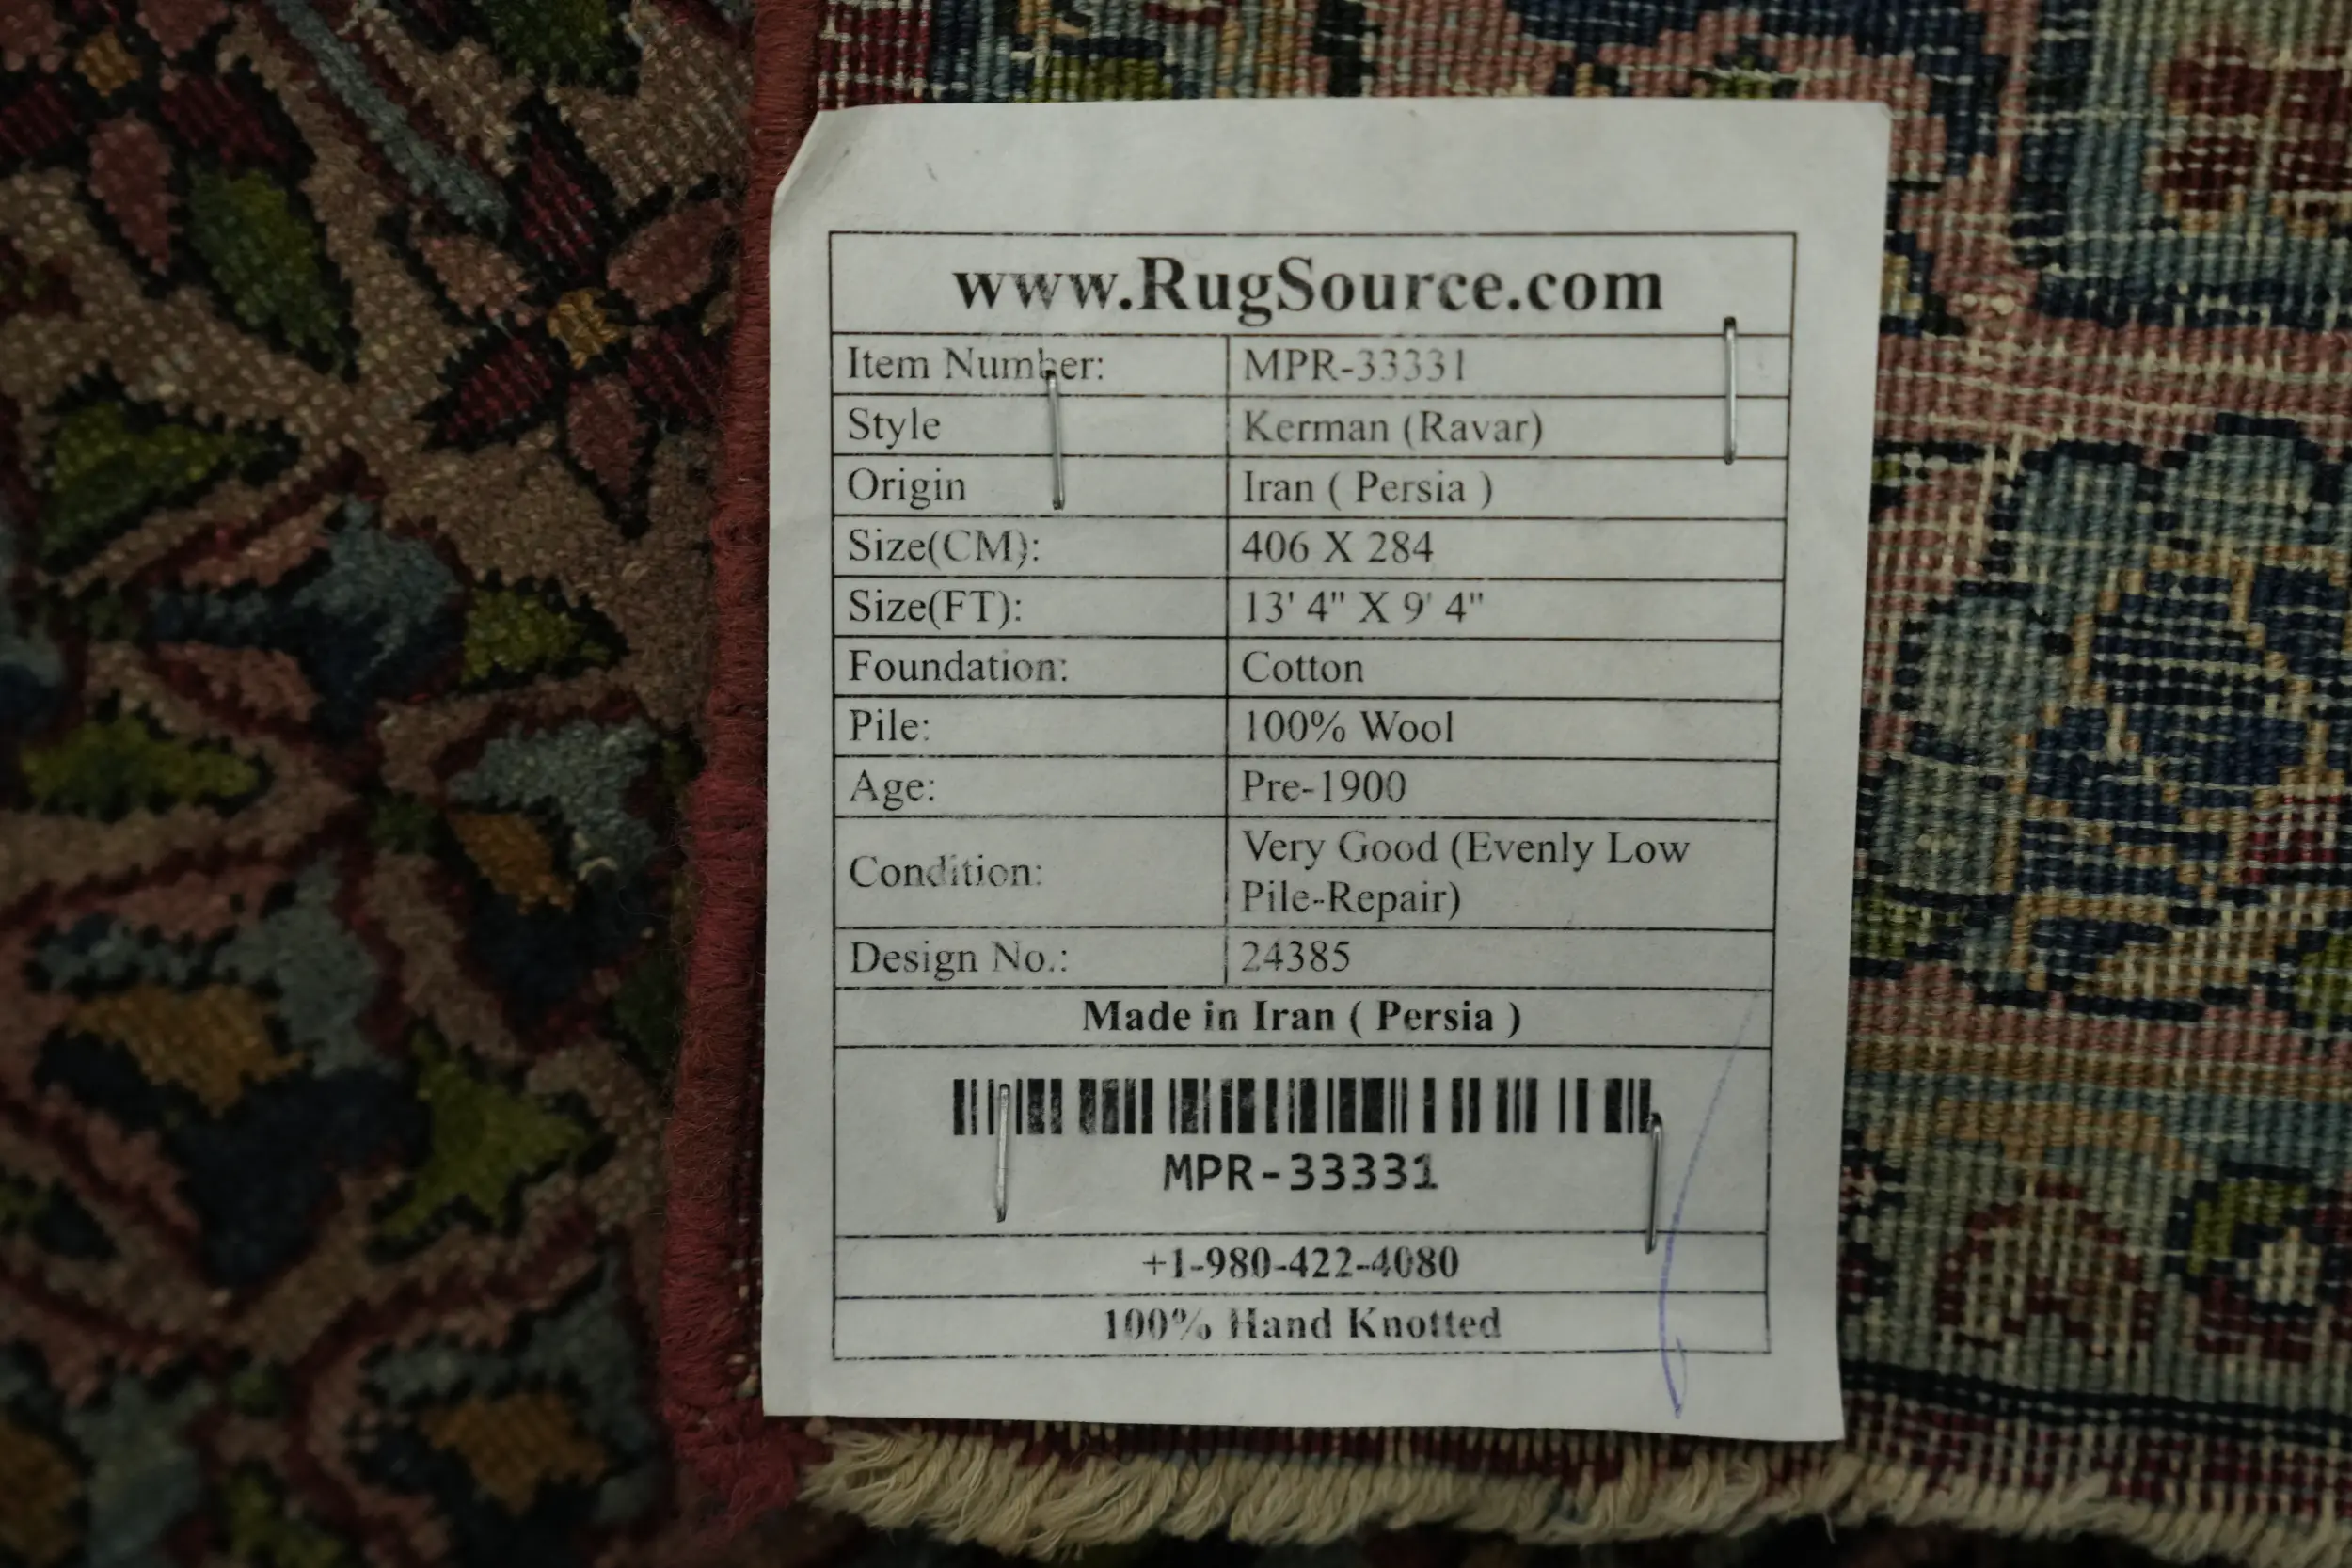 www.RugSource.com
Item Number: MPR-33331
Style Kerman (Ravar)
Origin Iran ( Persia )
Size(CM): 406 X 284
Size(FT): 13' 4" X 9' 4"
Foundation: Cotton
Pile: 100% Wool
Age: Pre-1900
Condition: Very Good (Evenly Low
Pile-Repair)
Design No.: 24385
Made in Iran ( Persia )
MPR-33331
+1-980-422-4080
100% Hand Knotted